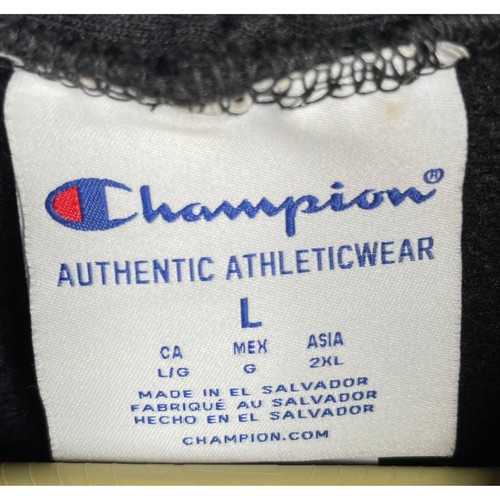 Champion®
AUTHENTIC ATHLETICWEAR
L
CA MEX ASIA
L/G G 2XL
MADE IN EL SALVADOR
FABRIQUÉ AU SALVADOR
HECHO EN EL SALVADOR
CHAMPION.COM